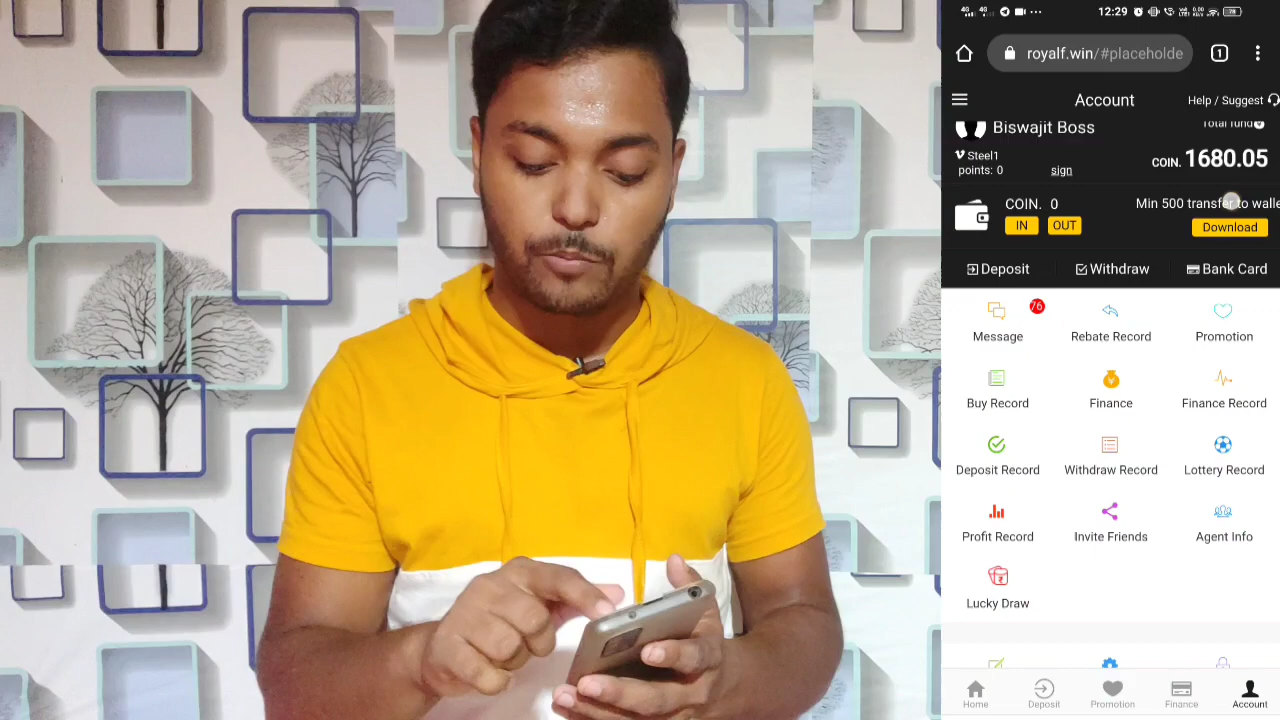 12:29
royalf.win/#placeholde
1
Account
Help / Suggest
Biswajit Boss
Total fund
Steel1
points: 0
sign
COIN. 1680.05
COIN. 0
Min 500 transfer to walle
IN
OUT
Download
Deposit
Withdraw
Bank Card
76
Message
Rebate Record
Promotion
Buy Record
Finance
Finance Record
Deposit Record
Withdraw Record
Lottery Record
Profit Record
Invite Friends
Agent Info
Lucky Draw
Home
Deposit
Promotion
Finance
Account